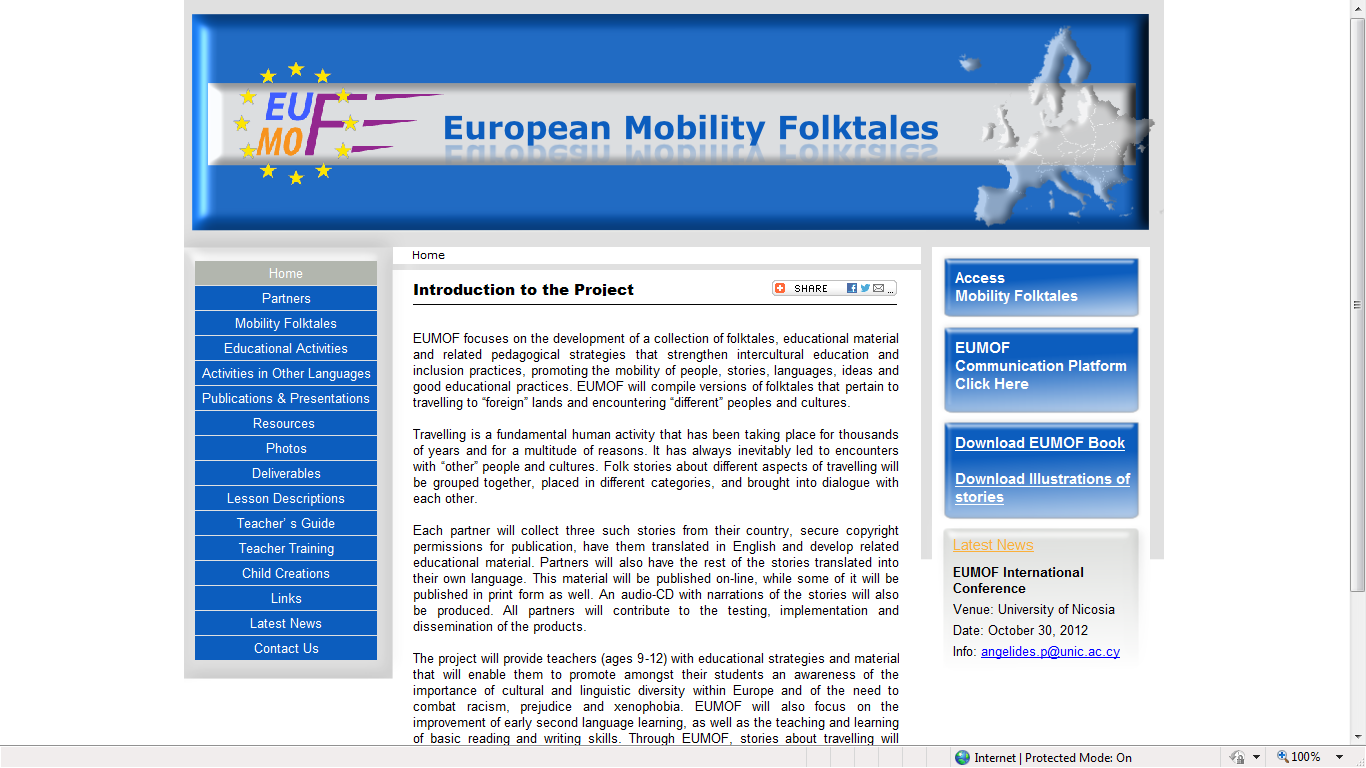 EU
MOF
European Mobility Folktales
Home
Partners
Mobility Folktales
Educational Activities
Activities in Other Languages
Publications & Presentations
Resources
Photos
Deliverables
Lesson Descriptions
Teacher’ s Guide
Teacher Training
Child Creations
Links
Latest News
Contact Us
Home
Introduction to the Project
SHARE ...
EUMOF focuses on the development of a collection of folktales, educational material
and related pedagogical strategies that strengthen intercultural education and
inclusion practices, promoting the mobility of people, stories, languages, ideas and
good educational practices. EUMOF will compile versions of folktales that pertain to
travelling to “foreign” lands and encountering “different” peoples and cultures.
Travelling is a fundamental human activity that has been taking place for thousands
of years and for a multitude of reasons. It has always inevitably led to encounters
with “other” people and cultures. Folk stories about different aspects of travelling will
be grouped together, placed in different categories, and brought into dialogue with
each other.
Each partner will collect three such stories from their country, secure copyright
permissions for publication, have them translated in English and develop related
educational material. Partners will also have the rest of the stories translated into
their own language. This material will be published on-line, while some of it will be
published in print form as well. An audio-CD with narrations of the stories will also
be produced. All partners will contribute to the testing, implementation and
dissemination of the products.
The project will provide teachers (ages 9-12) with educational strategies and material
that will enable them to promote amongst their students an awareness of the
importance of cultural and linguistic diversity within Europe and of the need to
combat racism, prejudice and xenophobia. EUMOF will also focus on the
improvement of early second language learning, as well as the teaching and learning
of basic reading and writing skills. Through EUMOF, stories about travelling will
Access
Mobility Folktales
EUMOF
Communication Platform
Click Here
Download EUMOF Book
Download Illustrations of
stories
Latest News
EUMOF International
Conference
Venue: University of Nicosia
Date: October 30, 2012
Info: angelides.p@unic.ac.cy
Internet | Protected Mode: On
100%